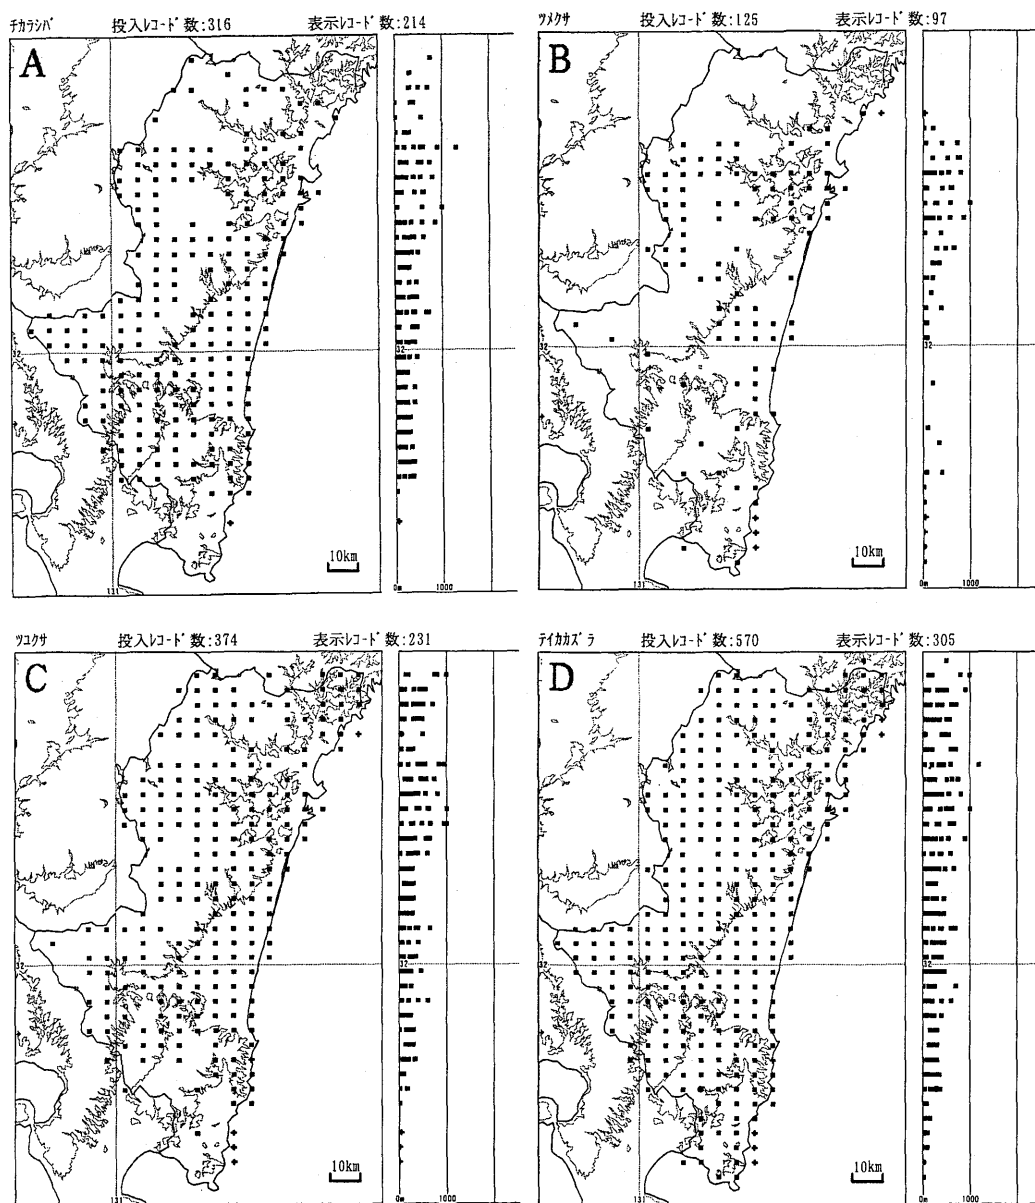 チカラシバ 投入レコード数:316 表示レコード数:214
A
32
10km
131
0m 1000
ツメクサ 投入レコード数:125 表示レコード数:97
B
32
10km
131
0m 1000
ツユクサ 投入レコード数:374 表示レコード数:231
C
32
10km
131
0m 1000
テイカカズラ 投入レコード数:570 表示レコード数:305
D
32
10km
131
0m 1000